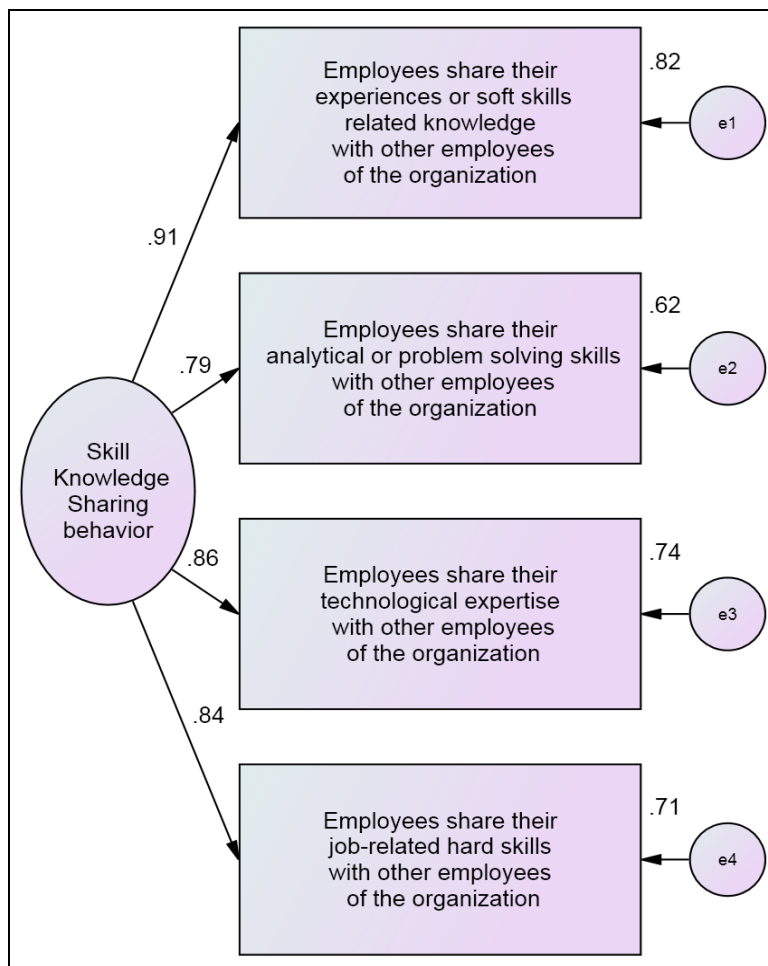 Employees share their
experiences or soft skills
related knowledge
with other employees
of the organization
.82
e1
.91
Employees share their
analytical or problem solving skills
with other employees
of the organization
.62
e2
.79
Skill
Knowledge
Sharing
behavior
.86
Employees share their
technological expertise
with other employees
of the organization
.74
e3
.84
Employees share their
job-related hard skills
with other employees
of the organization
.71
e4